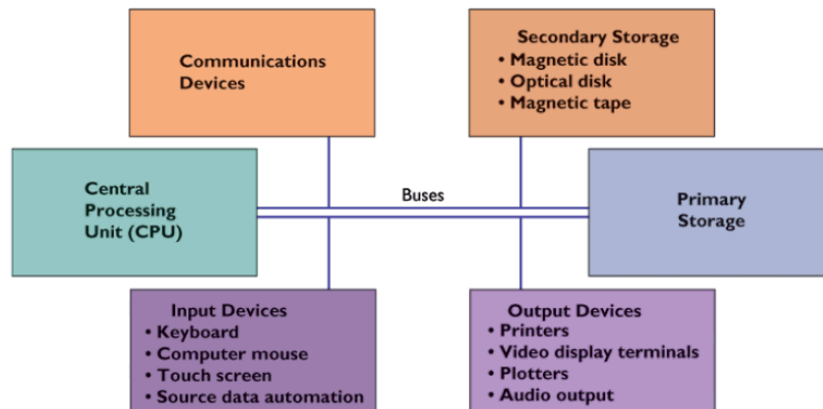 Communications
Devices
Secondary Storage
• Magnetic disk
• Optical disk
• Magnetic tape
Central
Processing
Unit (CPU)
Buses
Primary
Storage
Input Devices
• Keyboard
• Computer mouse
• Touch screen
• Source data automation
Output Devices
• Printers
• Video display terminals
• Plotters
• Audio output